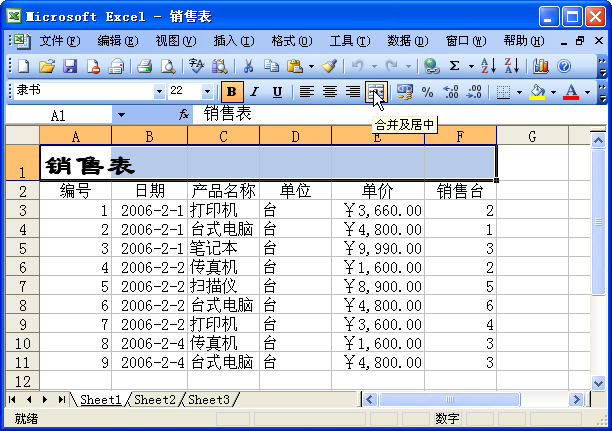 Microsoft Excel - 销售表
文件(F) 编辑(E) 视图(V) 插入(I) 格式(O) 工具(T) 数据(D) 窗口(W) 帮助(H)
隶书 22 B I U % 
A1 fx 销售表
合并及居中
A B C D E F G
1 销售表
2 编号 日期 产品名称 单位 单价 销售台
3 1 2006-2-1 打印机 台 ￥3,660.00 2
4 2 2006-2-1 台式电脑 台 ￥4,800.00 1
5 3 2006-2-1 笔记本 台 ￥9,990.00 3
6 4 2006-2-2 传真机 台 ￥1,600.00 2
7 5 2006-2-2 扫描仪 台 ￥8,900.00 5
8 6 2006-2-2 台式电脑 台 ￥4,800.00 6
9 7 2006-2-2 打印机 台 ￥3,600.00 4
10 8 2006-2-4 传真机 台 ￥1,600.00 3
11 9 2006-2-4 台式电脑 台 ￥4,800.00 3
12
Sheet1 Sheet2 Sheet3
就绪 数字